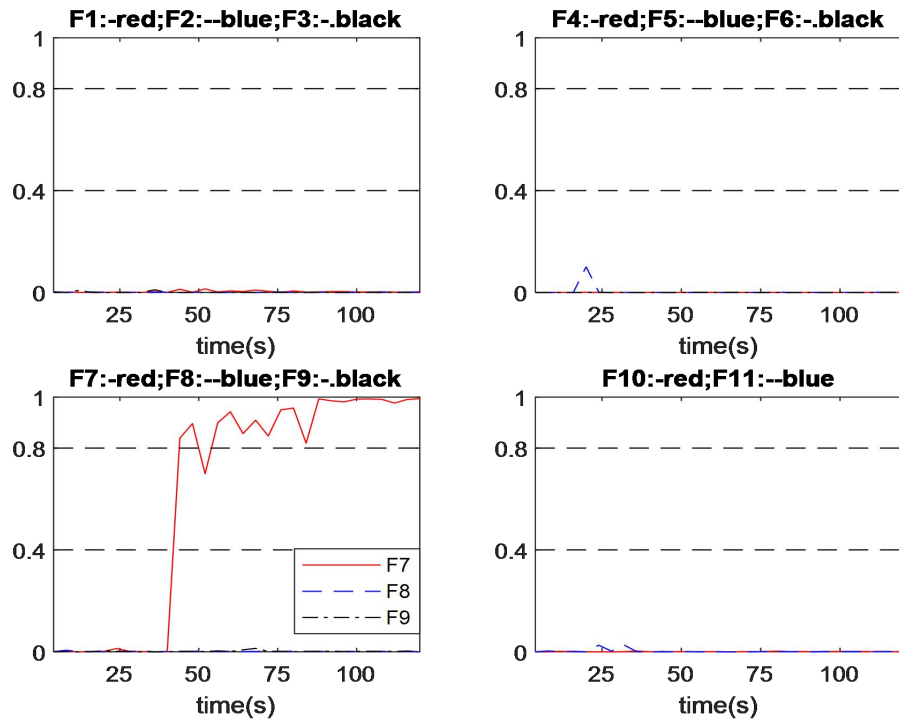 F1:-red;F2:--blue;F3:-.black
1
0.8
0.4
0
25
50
75
100
time(s)
F4:-red;F5:--blue;F6:-.black
1
0.8
0.4
0
25
50
75
100
time(s)
F7:-red;F8:--blue;F9:-.black
1
0.8
0.4
0
25
50
75
100
time(s)
F7
F8
F9
F10:-red;F11:--blue
1
0.8
0.4
0
25
50
75
100
time(s)